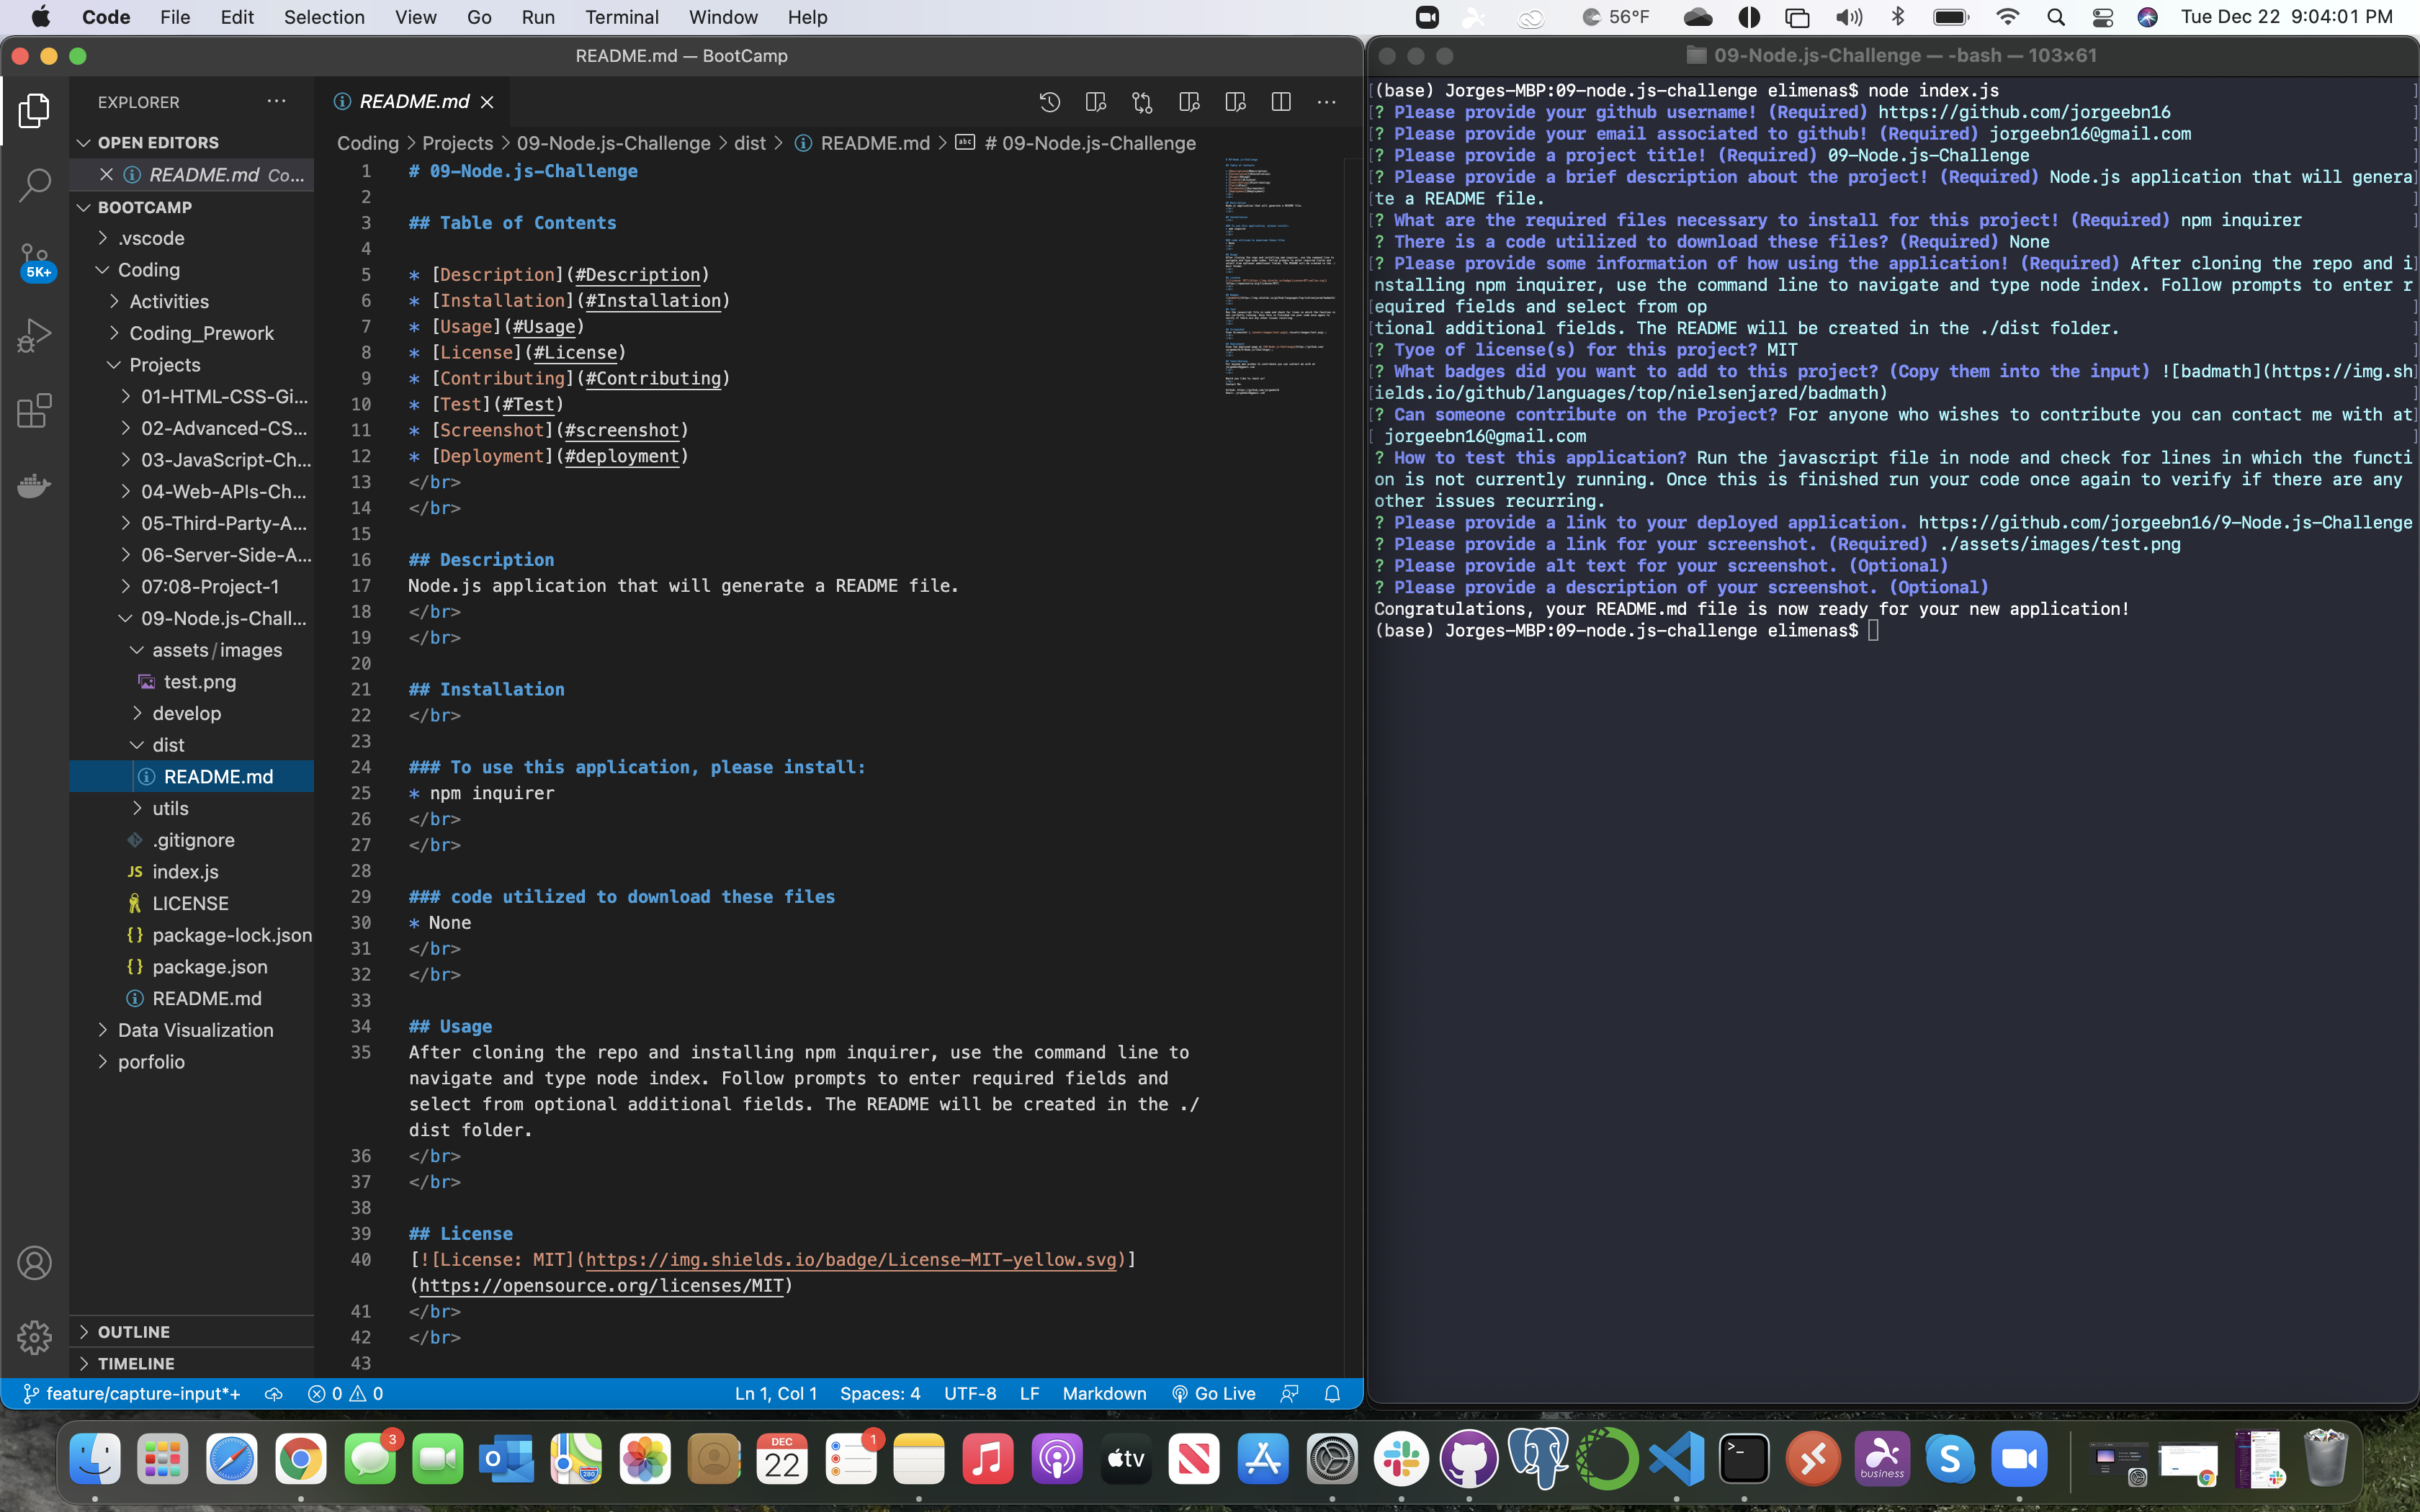 Code File Edit Selection View Go Run Terminal Window Help 56°F Tue Dec 22 9:04:01 PM
README.md — BootCamp
EXPLORER
OPEN EDITORS
README.md Co...
BOOTCAMP
.vscode
Coding
Activities
Coding_Prework
Projects
01-HTML-CSS-Gi...
02-Advanced-CS...
03-JavaScript-Ch...
04-Web-APIs-Ch...
05-Third-Party-A...
06-Server-Side-A...
07:08-Project-1
09-Node.js-Chall...
assets/images
test.png
develop
dist
README.md
utils
.gitignore
JS index.js
LICENSE
{} package-lock.json
{} package.json
README.md
Data Visualization
porfolio
OUTLINE
TIMELINE
5K+
README.md
Coding > Projects > 09-Node.js-Challenge > dist > README.md > abc # 09-Node.js-Challenge
1 # 09-Node.js-Challenge
2
3 ## Table of Contents
4
5 * [Description](#Description)
6 * [Installation](#Installation)
7 * [Usage](#Usage)
8 * [License](#License)
9 * [Contributing](#Contributing)
10 * [Test](#Test)
11 * [Screenshot](#screenshot)
12 * [Deployment](#deployment)
13 </br>
14 </br>
15
16 ## Description
17 Node.js application that will generate a README file.
18 </br>
19 </br>
20
21 ## Installation
22 </br>
23
24 ### To use this application, please install:
25 * npm inquirer
26 </br>
27 </br>
28
29 ### code utilized to download these files
30 * None
31 </br>
32 </br>
33
34 ## Usage
35 After cloning the repo and installing npm inquirer, use the command line to
navigate and type node index. Follow prompts to enter required fields and
select from optional additional fields. The README will be created in the ./
dist folder.
36 </br>
37 </br>
38
39 ## License
40 [![License: MIT](https://img.shields.io/badge/License-MIT-yellow.svg)]
(https://opensource.org/licenses/MIT)
41 </br>
42 </br>
43
feature/capture-input*+ 0 0 Ln 1, Col 1 Spaces: 4 UTF-8 LF Markdown Go Live
09-Node.js-Challenge — -bash — 103×61
[(base) Jorges-MBP:09-node.js-challenge elimenas$ node index.js ]
[? Please provide your github username! (Required) https://github.com/jorgeebn16 ]
[? Please provide your email associated to github! (Required) jorgeebn16@gmail.com ]
[? Please provide a project title! (Required) 09-Node.js-Challenge ]
[? Please provide a brief description about the project! (Required) Node.js application that will genera]
[te a README file. ]
[? What are the required files necessary to install for this project! (Required) npm inquirer ]
? There is a code utilized to download these files? (Required) None
[? Please provide some information of how using the application! (Required) After cloning the repo and i]
[nstalling npm inquirer, use the command line to navigate and type node index. Follow prompts to enter r]
[equired fields and select from op ]
[tional additional fields. The README will be created in the ./dist folder. ]
[? Tyoe of license(s) for this project? MIT ]
[? What badges did you want to add to this project? (Copy them into the input) ![badmath](https://img.sh]
[ields.io/github/languages/top/nielsenjared/badmath) ]
[? Can someone contribute on the Project? For anyone who wishes to contribute you can contact me with at]
[ jorgeebn16@gmail.com ]
? How to test this application? Run the javascript file in node and check for lines in which the functi
on is not currently running. Once this is finished run your code once again to verify if there are any
other issues recurring.
? Please provide a link to your deployed application. https://github.com/jorgeebn16/9-Node.js-Challenge
? Please provide a link for your screenshot. (Required) ./assets/images/test.png
? Please provide alt text for your screenshot. (Optional)
? Please provide a description of your screenshot. (Optional)
Congratulations, your README.md file is now ready for your new application!
(base) Jorges-MBP:09-node.js-challenge elimenas$
3
DEC
22
1
280
tv
business